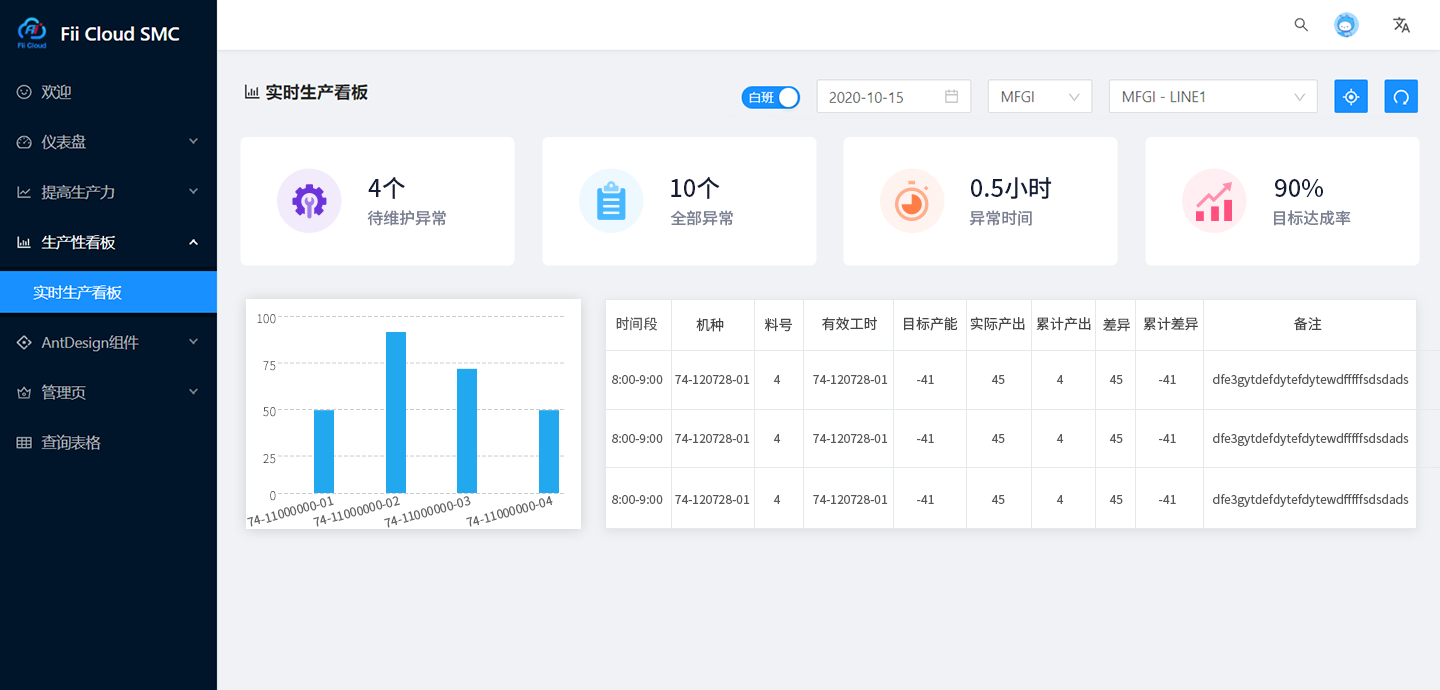 Fii Cloud
Fii Cloud SMC
欢迎
仪表盘
提高生产力
生产性看板
实时生产看板
AntDesign组件
管理页
查询表格
实时生产看板
白班
2020-10-15
MFGI
MFGI - LINE1
4个
待维护异常
10个
全部异常
0.5小时
异常时间
90%
目标达成率
100
75
50
25
0
74-11000000-01
74-11000000-02
74-11000000-03
74-11000000-04
时间段 机种 料号 有效工时 目标产能 实际产出 累计产出 差异 累计差异 备注
8:00-9:00 74-120728-01 4 74-120728-01 -41 45 4 45 -41 dfe3gytdefdytefdytewdfffffsdsdads
8:00-9:00 74-120728-01 4 74-120728-01 -41 45 4 45 -41 dfe3gytdefdytefdytewdfffffsdsdads
8:00-9:00 74-120728-01 4 74-120728-01 -41 45 4 45 -41 dfe3gytdefdytefdytewdfffffsdsdads